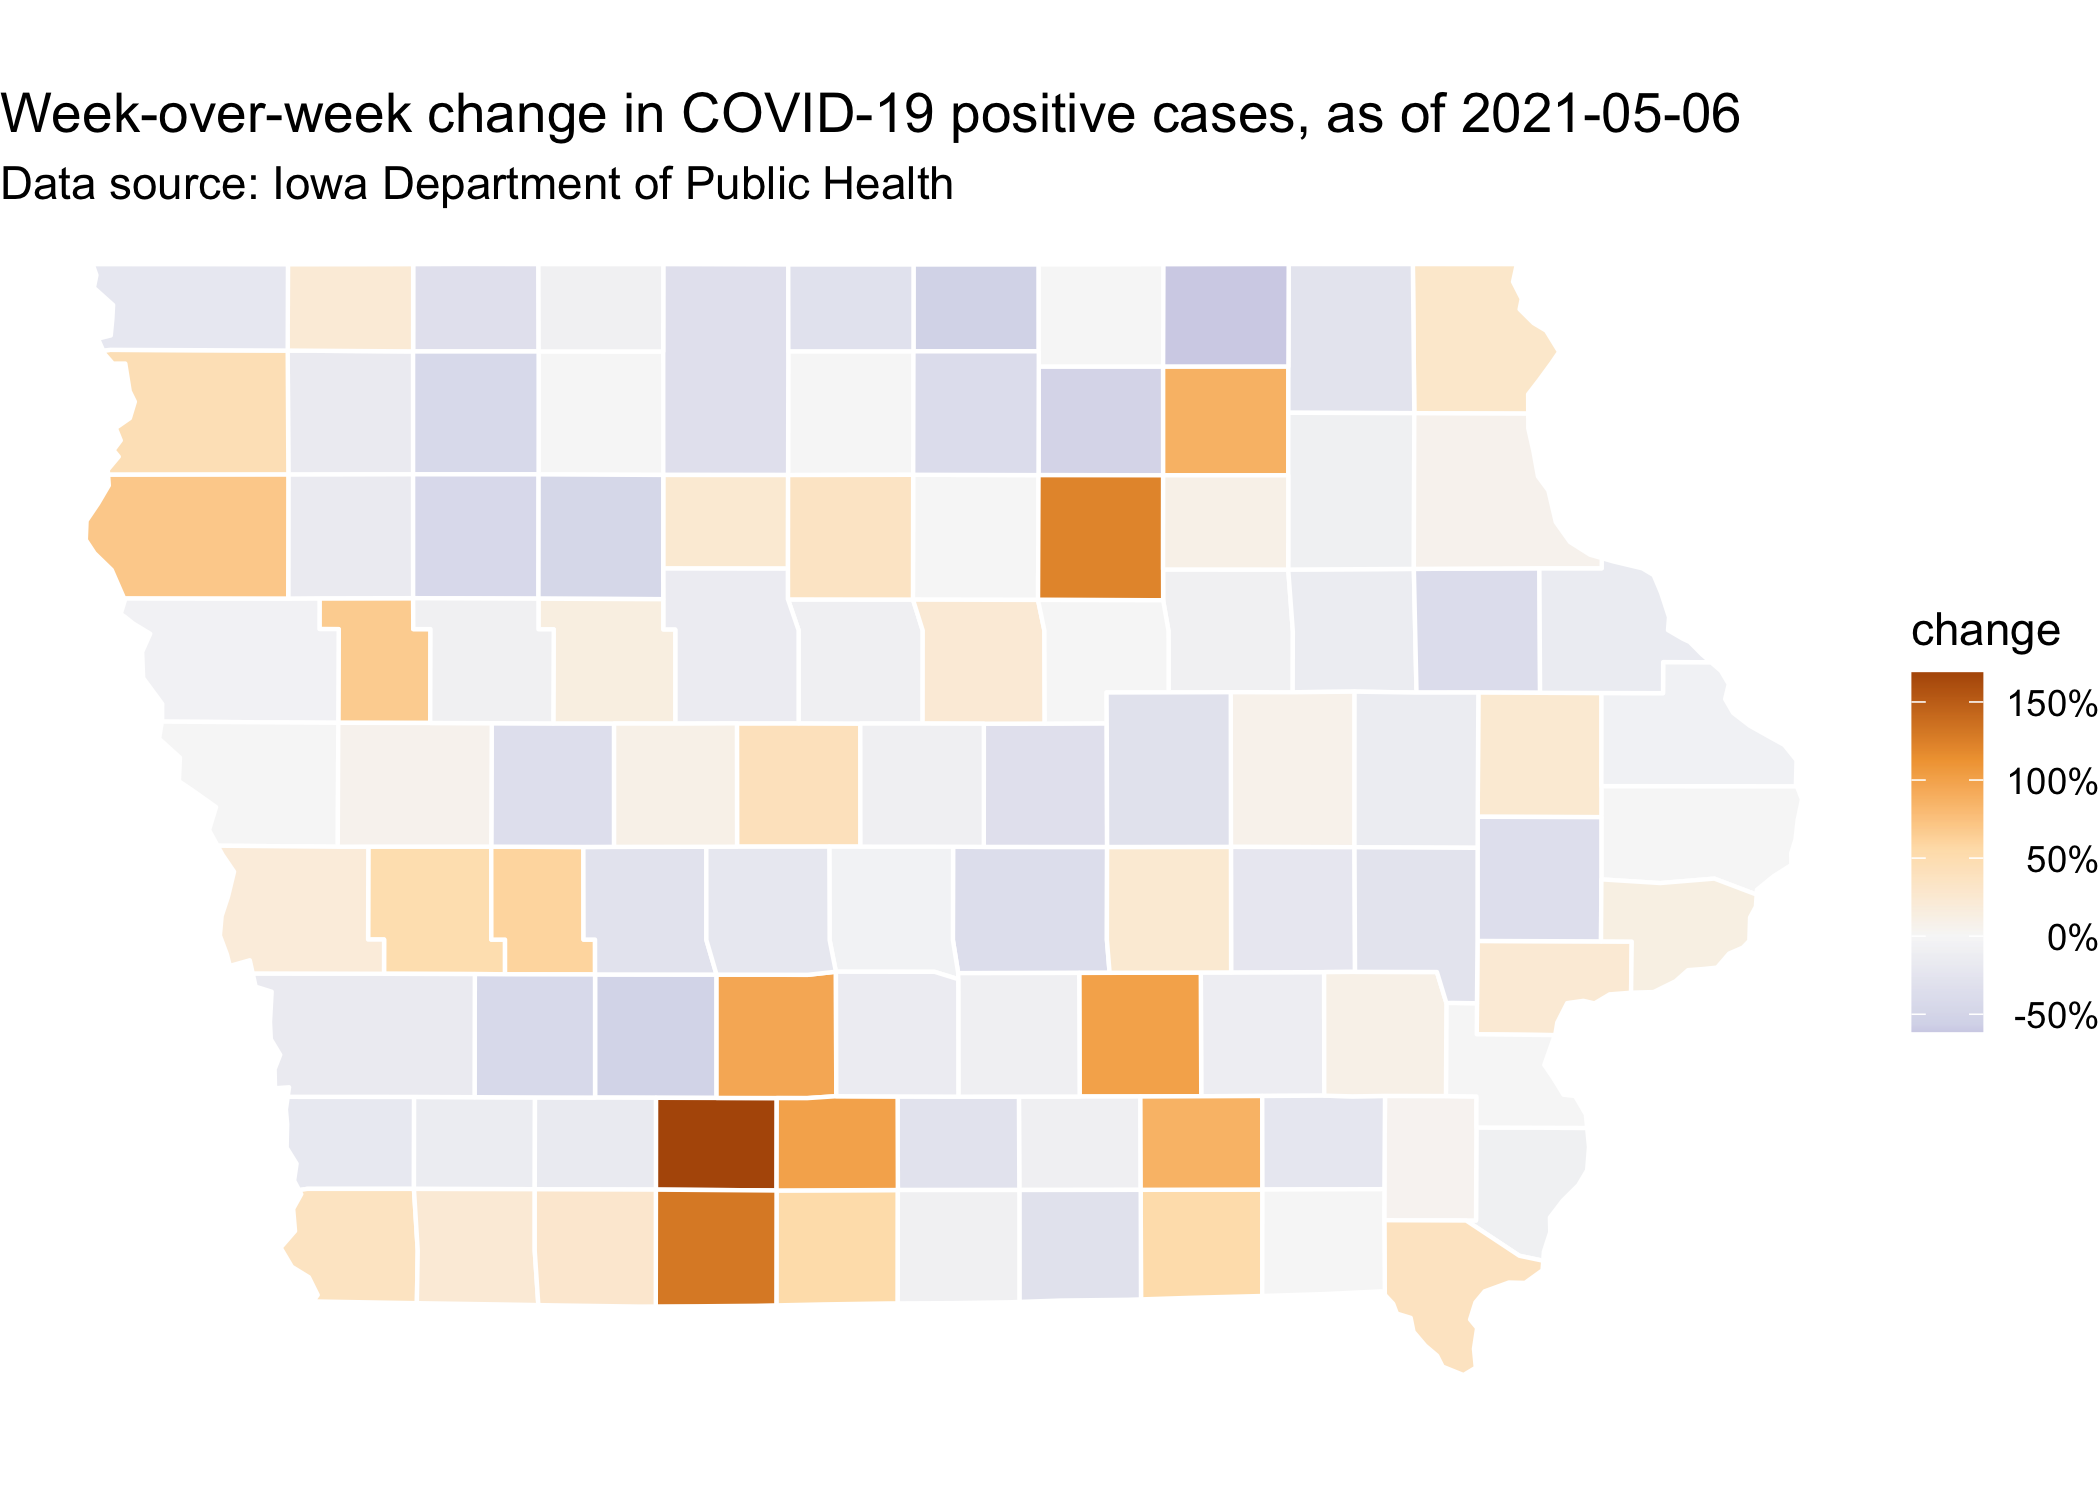 Week-over-week change in COVID-19 positive cases, as of 2021-05-06
Data source: Iowa Department of Public Health
change
150%
100%
50%
0%
-50%